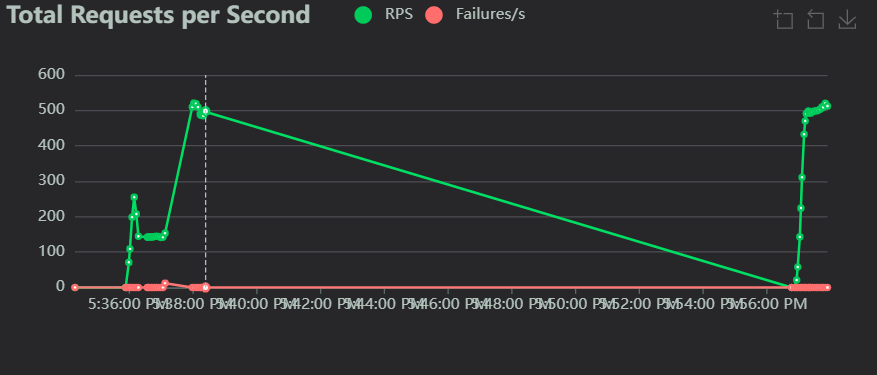 Total Requests per Second
RPS
Failures/s
600
500
400
300
200
100
0
5:36:00 PM
5:38:00 PM
5:40:00 PM
5:42:00 PM
5:44:00 PM
5:46:00 PM
5:48:00 PM
5:50:00 PM
5:52:00 PM
5:54:00 PM
5:56:00 PM